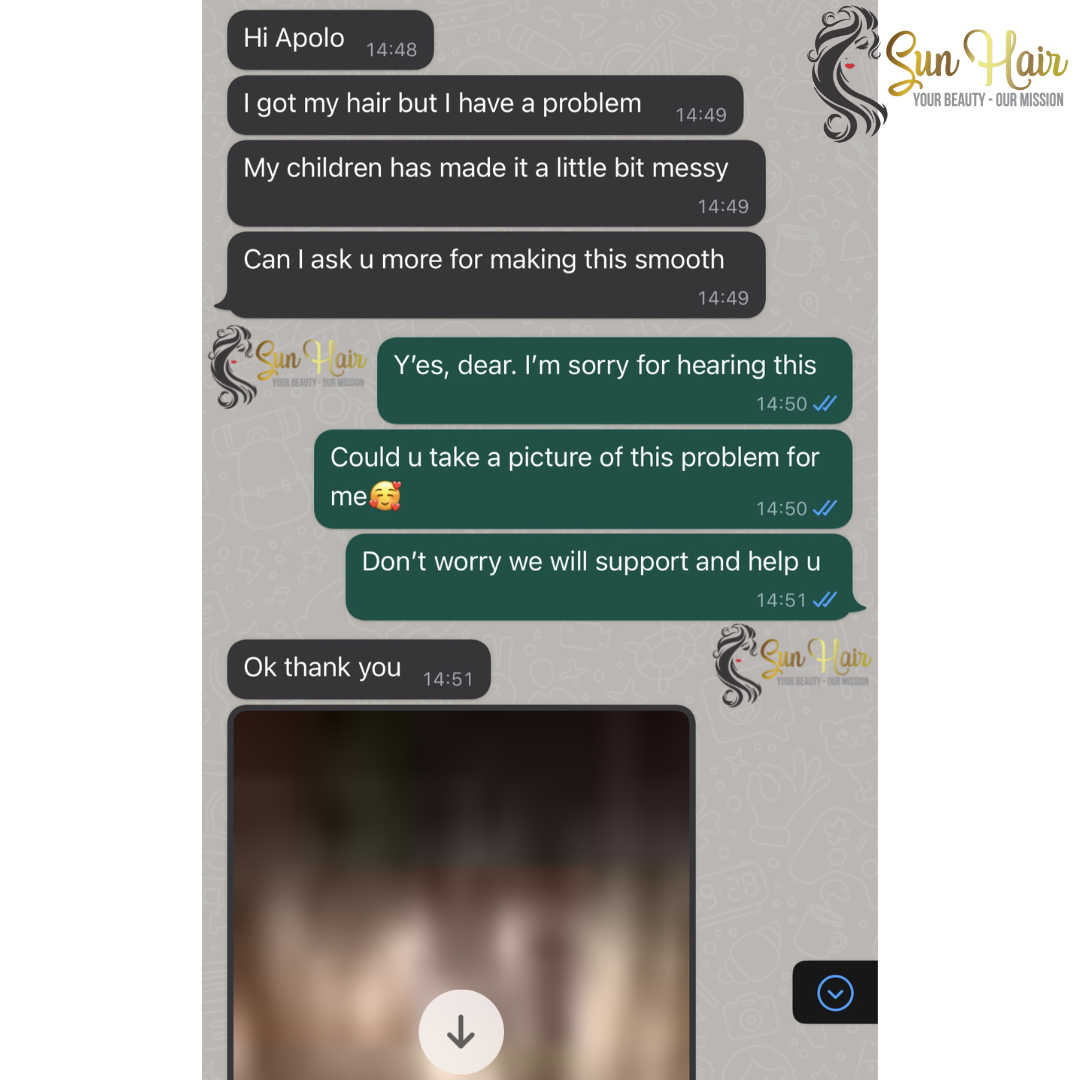 Sun Hair
YOUR BEAUTY - OUR MISSION
Hi Apolo
14:48
I got my hair but I have a problem
14:49
My children has made it a little bit messy
14:49
Can I ask u more for making this smooth
14:49
Sun Hair
YOUR BEAUTY - OUR MISSION
Y’es, dear. I’m sorry for hearing this
14:50
Could u take a picture of this problem for
me🥰
14:50
Don’t worry we will support and help u
14:51
Sun Hair
YOUR BEAUTY - OUR MISSION
Ok thank you
14:51